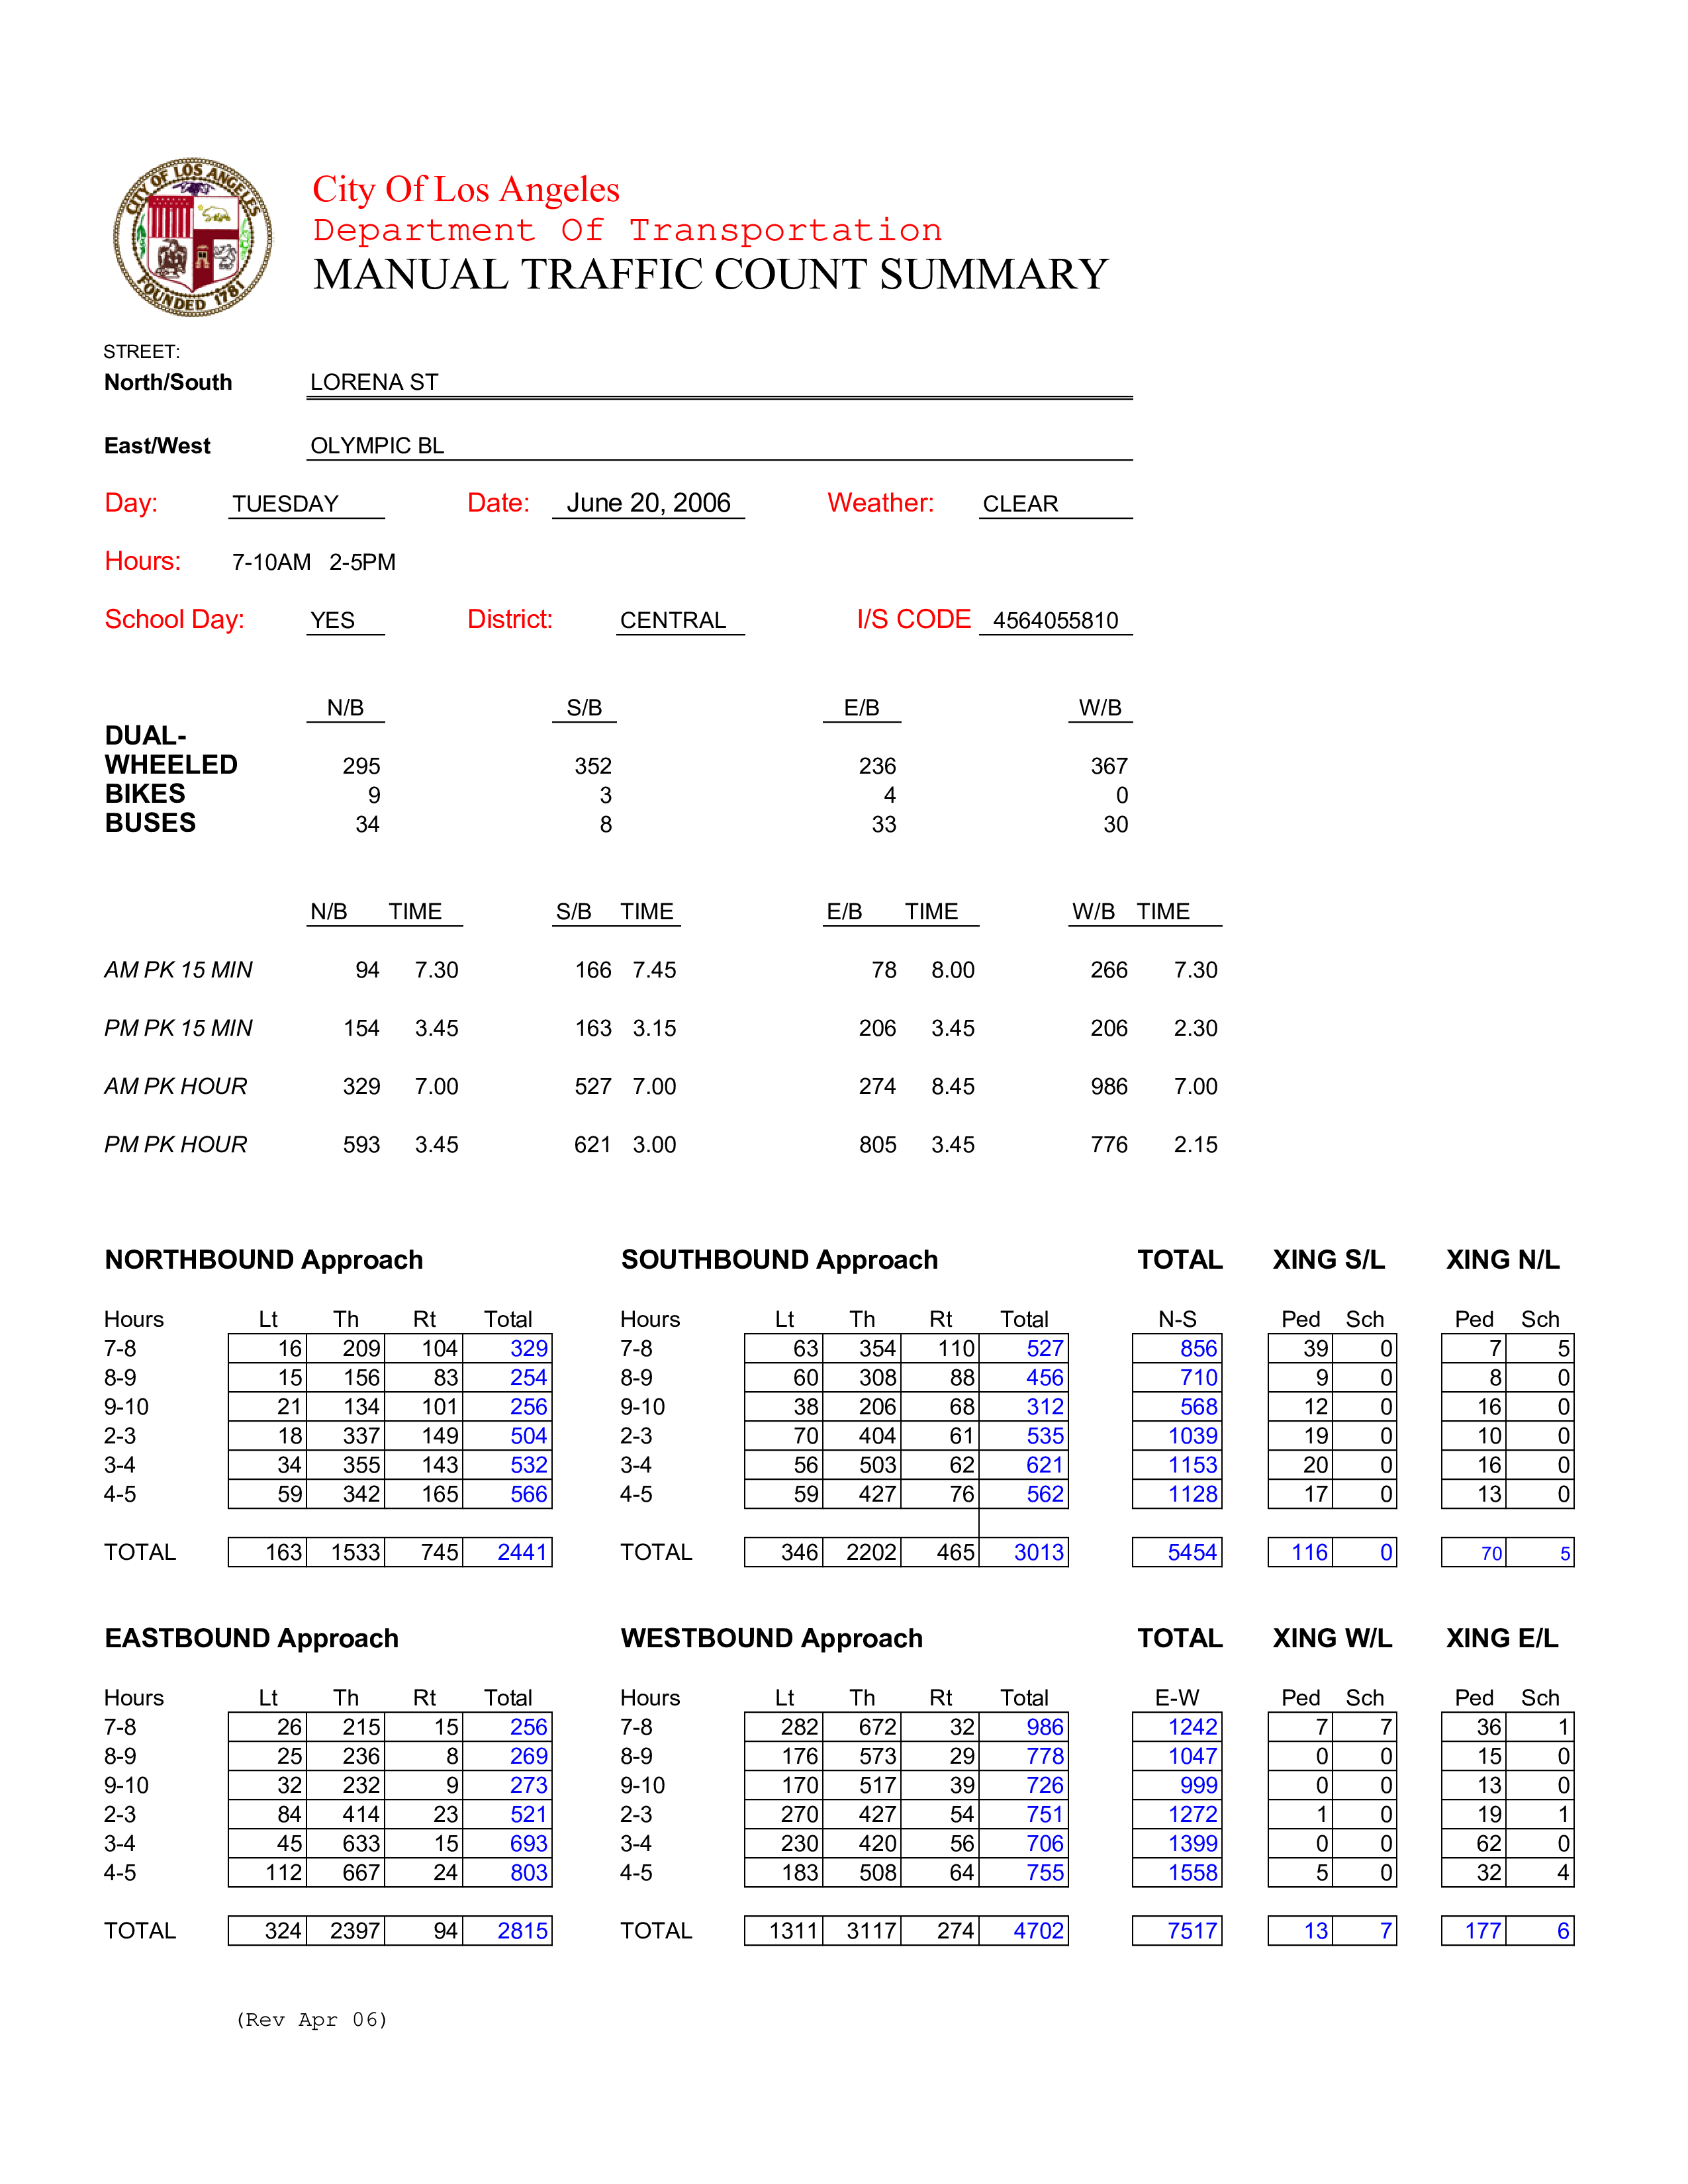 CITY OF LOS ANGELES
FOUNDED 1781
City Of Los Angeles
Department Of Transportation
MANUAL TRAFFIC COUNT SUMMARY
STREET:
North/South LORENA ST
East/West OLYMPIC BL
Day: TUESDAY Date: June 20, 2006 Weather: CLEAR
Hours: 7-10AM 2-5PM
School Day: YES District: CENTRAL I/S CODE 4564055810
N/B S/B E/B W/B
DUAL-
WHEELED 295 352 236 367
BIKES 9 3 4 0
BUSES 34 8 33 30
N/B TIME S/B TIME E/B TIME W/B TIME
AM PK 15 MIN 94 7.30 166 7.45 78 8.00 266 7.30
PM PK 15 MIN 154 3.45 163 3.15 206 3.45 206 2.30
AM PK HOUR 329 7.00 527 7.00 274 8.45 986 7.00
PM PK HOUR 593 3.45 621 3.00 805 3.45 776 2.15
NORTHBOUND Approach SOUTHBOUND Approach TOTAL XING S/L XING N/L
Hours Lt Th Rt Total Hours Lt Th Rt Total N-S Ped Sch Ped Sch
7-8 16 209 104 329 7-8 63 354 110 527 856 39 0 7 5
8-9 15 156 83 254 8-9 60 308 88 456 710 9 0 8 0
9-10 21 134 101 256 9-10 38 206 68 312 568 12 0 16 0
2-3 18 337 149 504 2-3 70 404 61 535 1039 19 0 10 0
3-4 34 355 143 532 3-4 56 503 62 621 1153 20 0 16 0
4-5 59 342 165 566 4-5 59 427 76 562 1128 17 0 13 0
TOTAL 163 1533 745 2441 TOTAL 346 2202 465 3013 5454 116 0 70 5
EASTBOUND Approach WESTBOUND Approach TOTAL XING W/L XING E/L
Hours Lt Th Rt Total Hours Lt Th Rt Total E-W Ped Sch Ped Sch
7-8 26 215 15 256 7-8 282 672 32 986 1242 7 7 36 1
8-9 25 236 8 269 8-9 176 573 29 778 1047 0 0 15 0
9-10 32 232 9 273 9-10 170 517 39 726 999 0 0 13 0
2-3 84 414 23 521 2-3 270 427 54 751 1272 1 0 19 1
3-4 45 633 15 693 3-4 230 420 56 706 1399 0 0 62 0
4-5 112 667 24 803 4-5 183 508 64 755 1558 5 0 32 4
TOTAL 324 2397 94 2815 TOTAL 1311 3117 274 4702 7517 13 7 177 6
(Rev Apr 06)